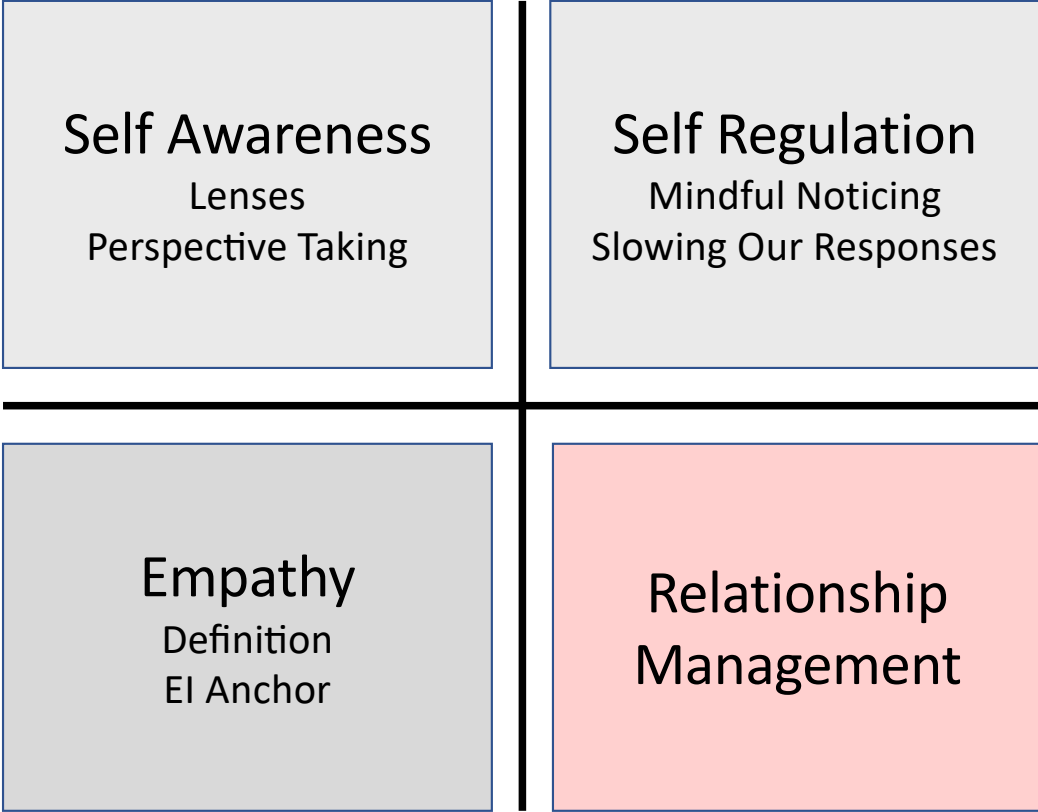 Self Awareness
Lenses
Perspective Taking
Self Regulation
Mindful Noticing
Slowing Our Responses
Empathy
Definition
EI Anchor
Relationship
Management